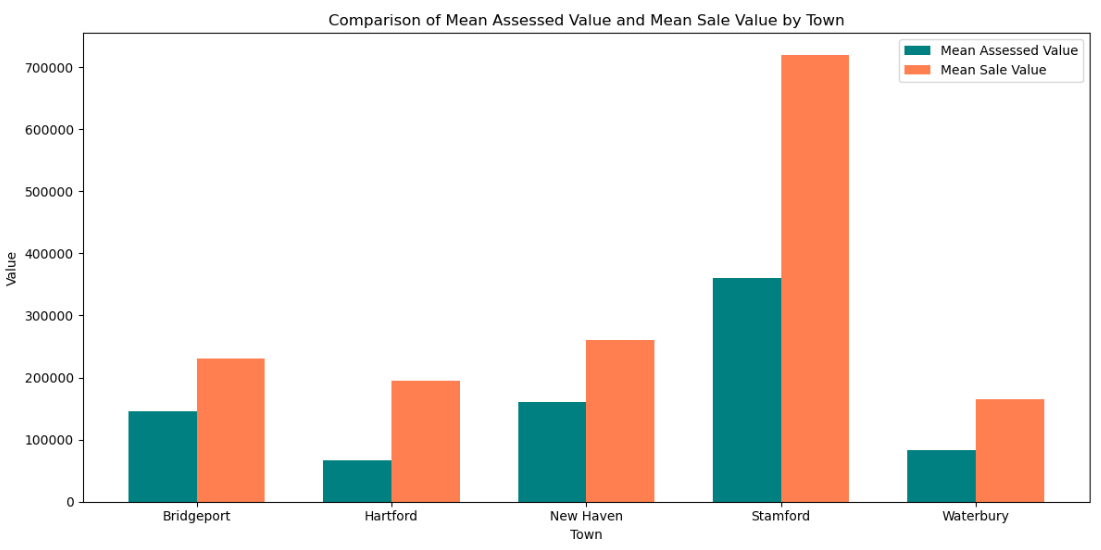 Comparison of Mean Assessed Value and Mean Sale Value by Town
Mean Assessed Value
Mean Sale Value
Value
700000
600000
500000
400000
300000
200000
100000
0
Bridgeport Hartford New Haven Stamford Waterbury
Town